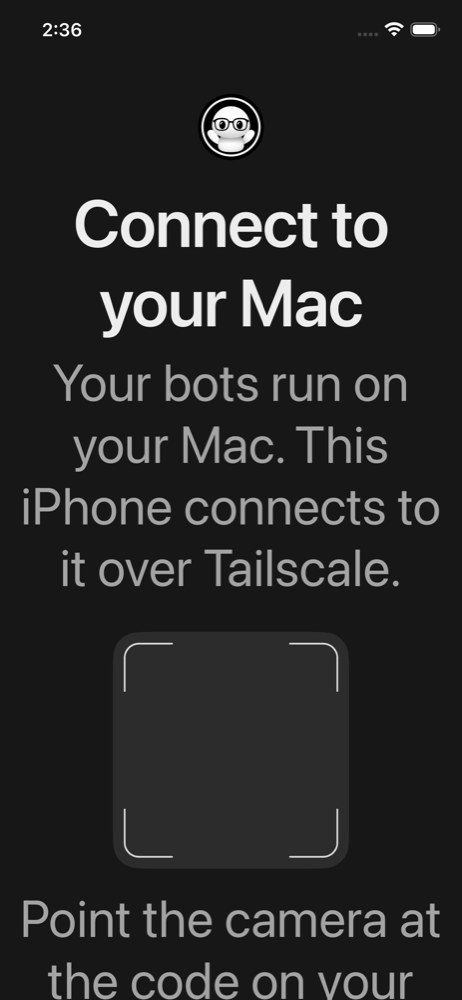 2:36
Connect to
your Mac
Your bots run on
your Mac. This
iPhone connects to
it over Tailscale.
Point the camera at
the code on your